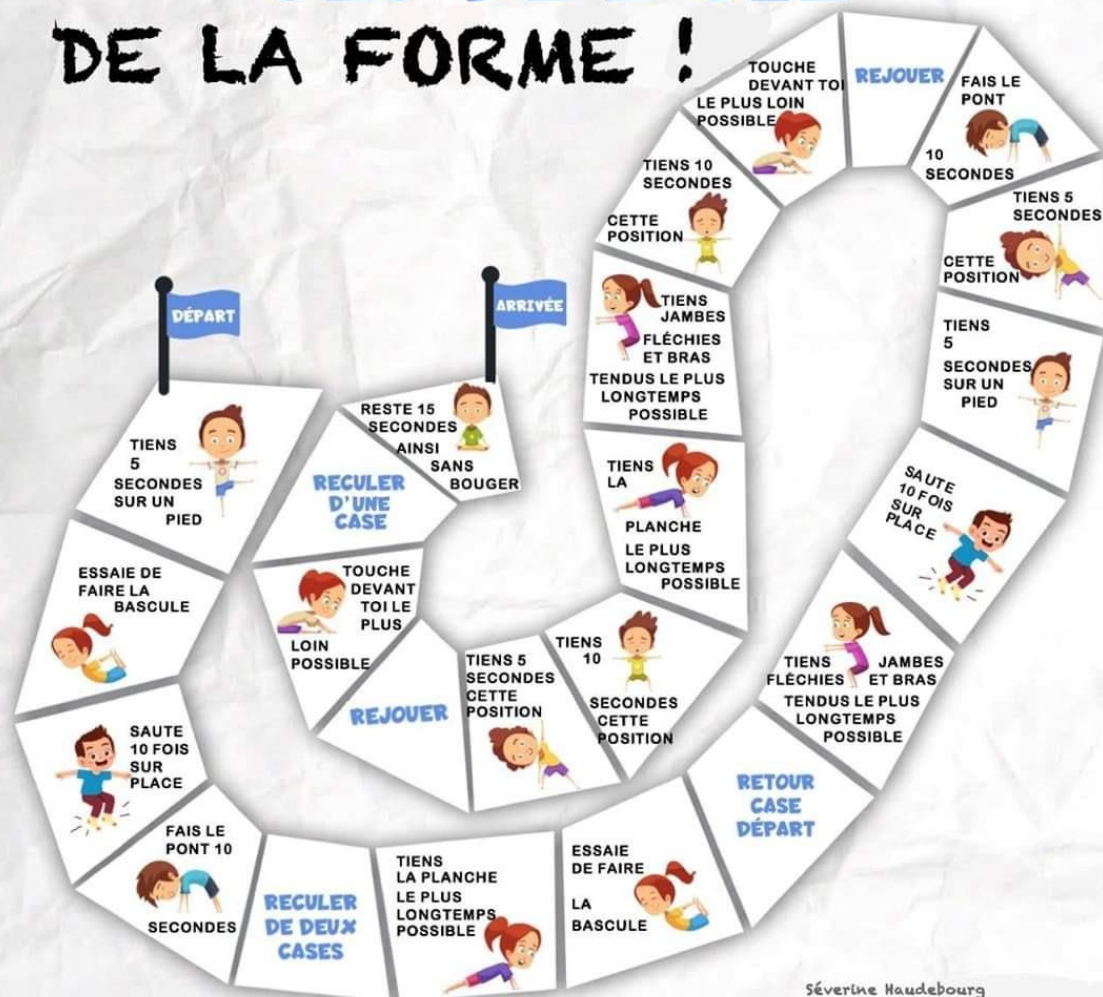 DE LA FORME !
DÉPART
TIENS
5
SECONDES
SUR UN
PIED
ESSAIE DE
FAIRE LA
BASCULE
SAUTE
10 FOIS
SUR
PLACE
FAIS LE
PONT 10
SECONDES
RECULER
DE DEUX
CASES
TIENS
LA PLANCHE
LE PLUS
LONGTEMPS
POSSIBLE
ESSAIE
DE FAIRE
LA
BASCULE
RETOUR
CASE
DÉPART
TIENS JAMBES
FLÉCHIES ET BRAS
TENDUS LE PLUS
LONGTEMPS
POSSIBLE
SAUTE
10 FOIS
SUR
PLACE
TIENS
5
SECONDES
SUR UN
PIED
TIENS 5
SECONDES
CETTE
POSITION
FAIS LE
PONT
10
SECONDES
REJOUER
TOUCHE
DEVANT TOI
LE PLUS LOIN
POSSIBLE
TIENS 10
SECONDES
CETTE
POSITION
TIENS
JAMBES
FLÉCHIES
ET BRAS
TENDUS LE PLUS
LONGTEMPS
POSSIBLE
TIENS
LA
PLANCHE
LE PLUS
LONGTEMPS
POSSIBLE
TIENS
10
SECONDES
CETTE
POSITION
TIENS 5
SECONDES
CETTE
POSITION
REJOUER
TOUCHE
DEVANT
TOI LE
PLUS
LOIN
POSSIBLE
RECULER
D'UNE
CASE
RESTE 15
SECONDES
AINSI
SANS
BOUGER
ARRIVÉE
Séverine Haudebourg